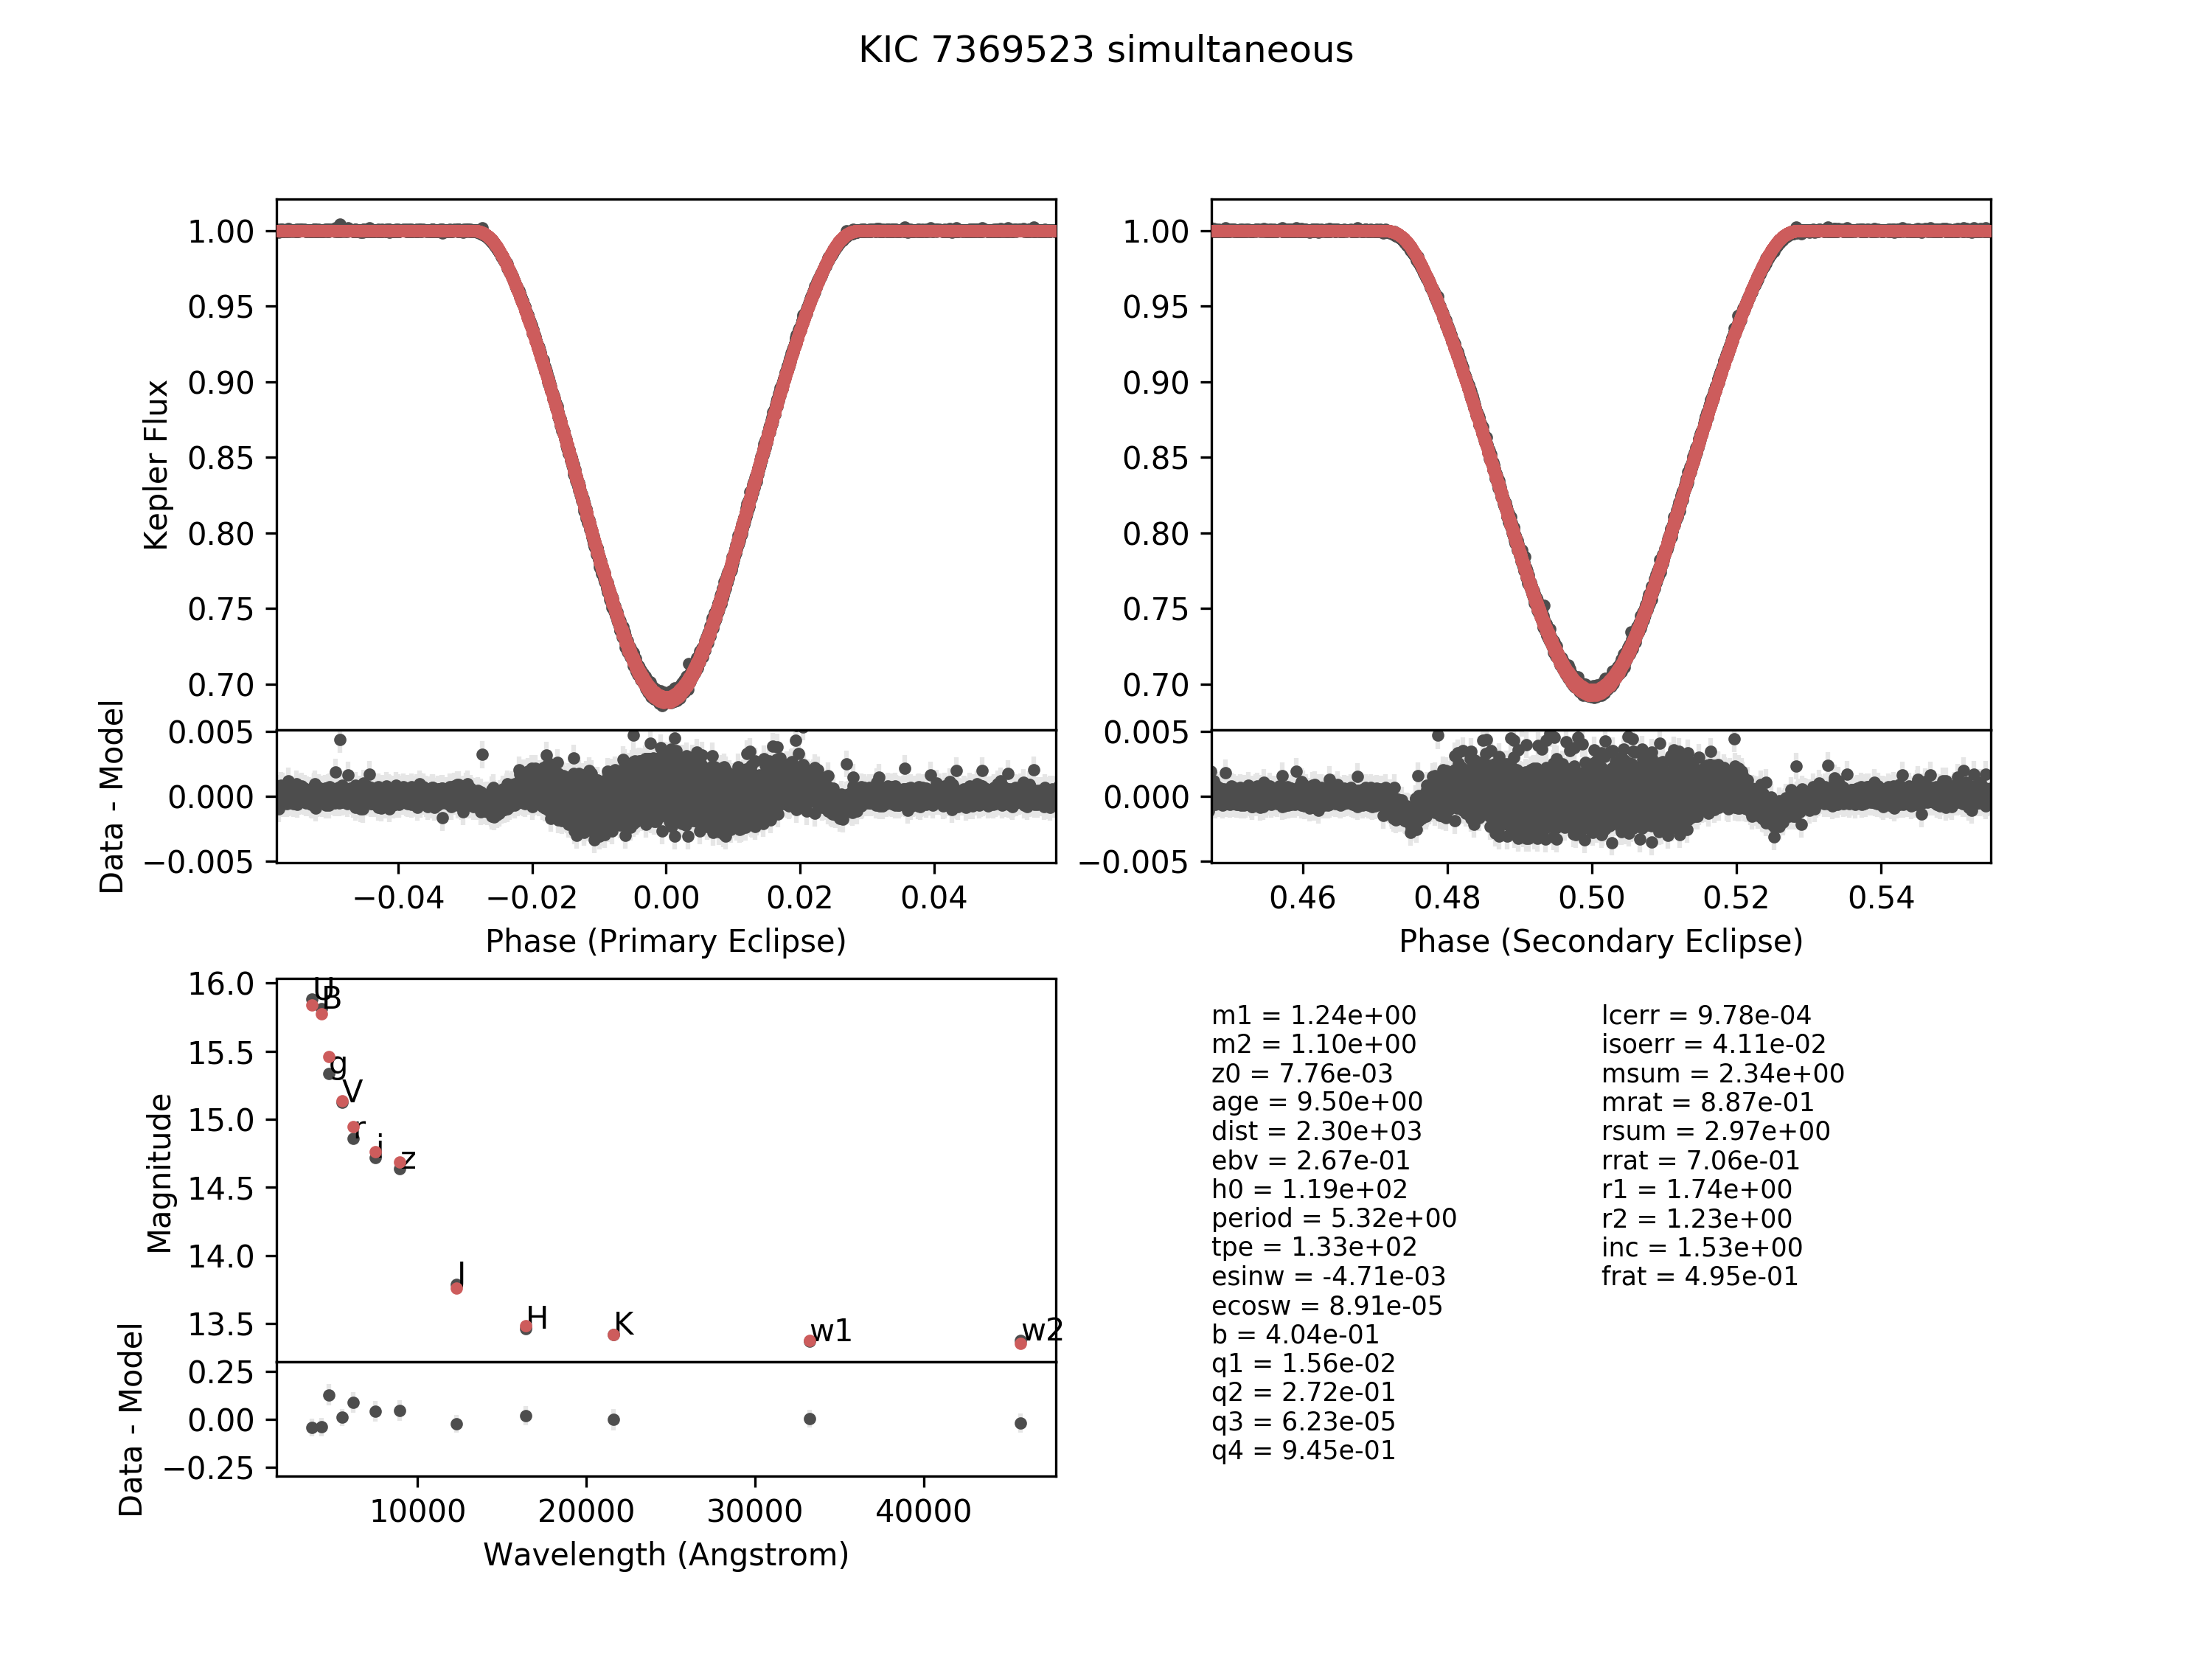 KIC 7369523 simultaneous
Kepler Flux
1.00
0.95
0.90
0.85
0.80
0.75
0.70
Data - Model
0.005
0.000
−0.005
−0.04 −0.02 0.00 0.02 0.04
Phase (Primary Eclipse)
1.00
0.95
0.90
0.85
0.80
0.75
0.70
0.005
0.000
−0.005
0.46 0.48 0.50 0.52 0.54
Phase (Secondary Eclipse)
Magnitude
16.0
15.5
15.0
14.5
14.0
13.5
U
B
g
V
r
i
z
J
H
K
w1
w2
Data - Model
0.25
0.00
−0.25
10000 20000 30000 40000
Wavelength (Angstrom)
m1 = 1.24e+00
m2 = 1.10e+00
z0 = 7.76e-03
age = 9.50e+00
dist = 2.30e+03
ebv = 2.67e-01
h0 = 1.19e+02
period = 5.32e+00
tpe = 1.33e+02
esinw = -4.71e-03
ecosw = 8.91e-05
b = 4.04e-01
q1 = 1.56e-02
q2 = 2.72e-01
q3 = 6.23e-05
q4 = 9.45e-01
lcerr = 9.78e-04
isoerr = 4.11e-02
msum = 2.34e+00
mrat = 8.87e-01
rsum = 2.97e+00
rrat = 7.06e-01
r1 = 1.74e+00
r2 = 1.23e+00
inc = 1.53e+00
frat = 4.95e-01